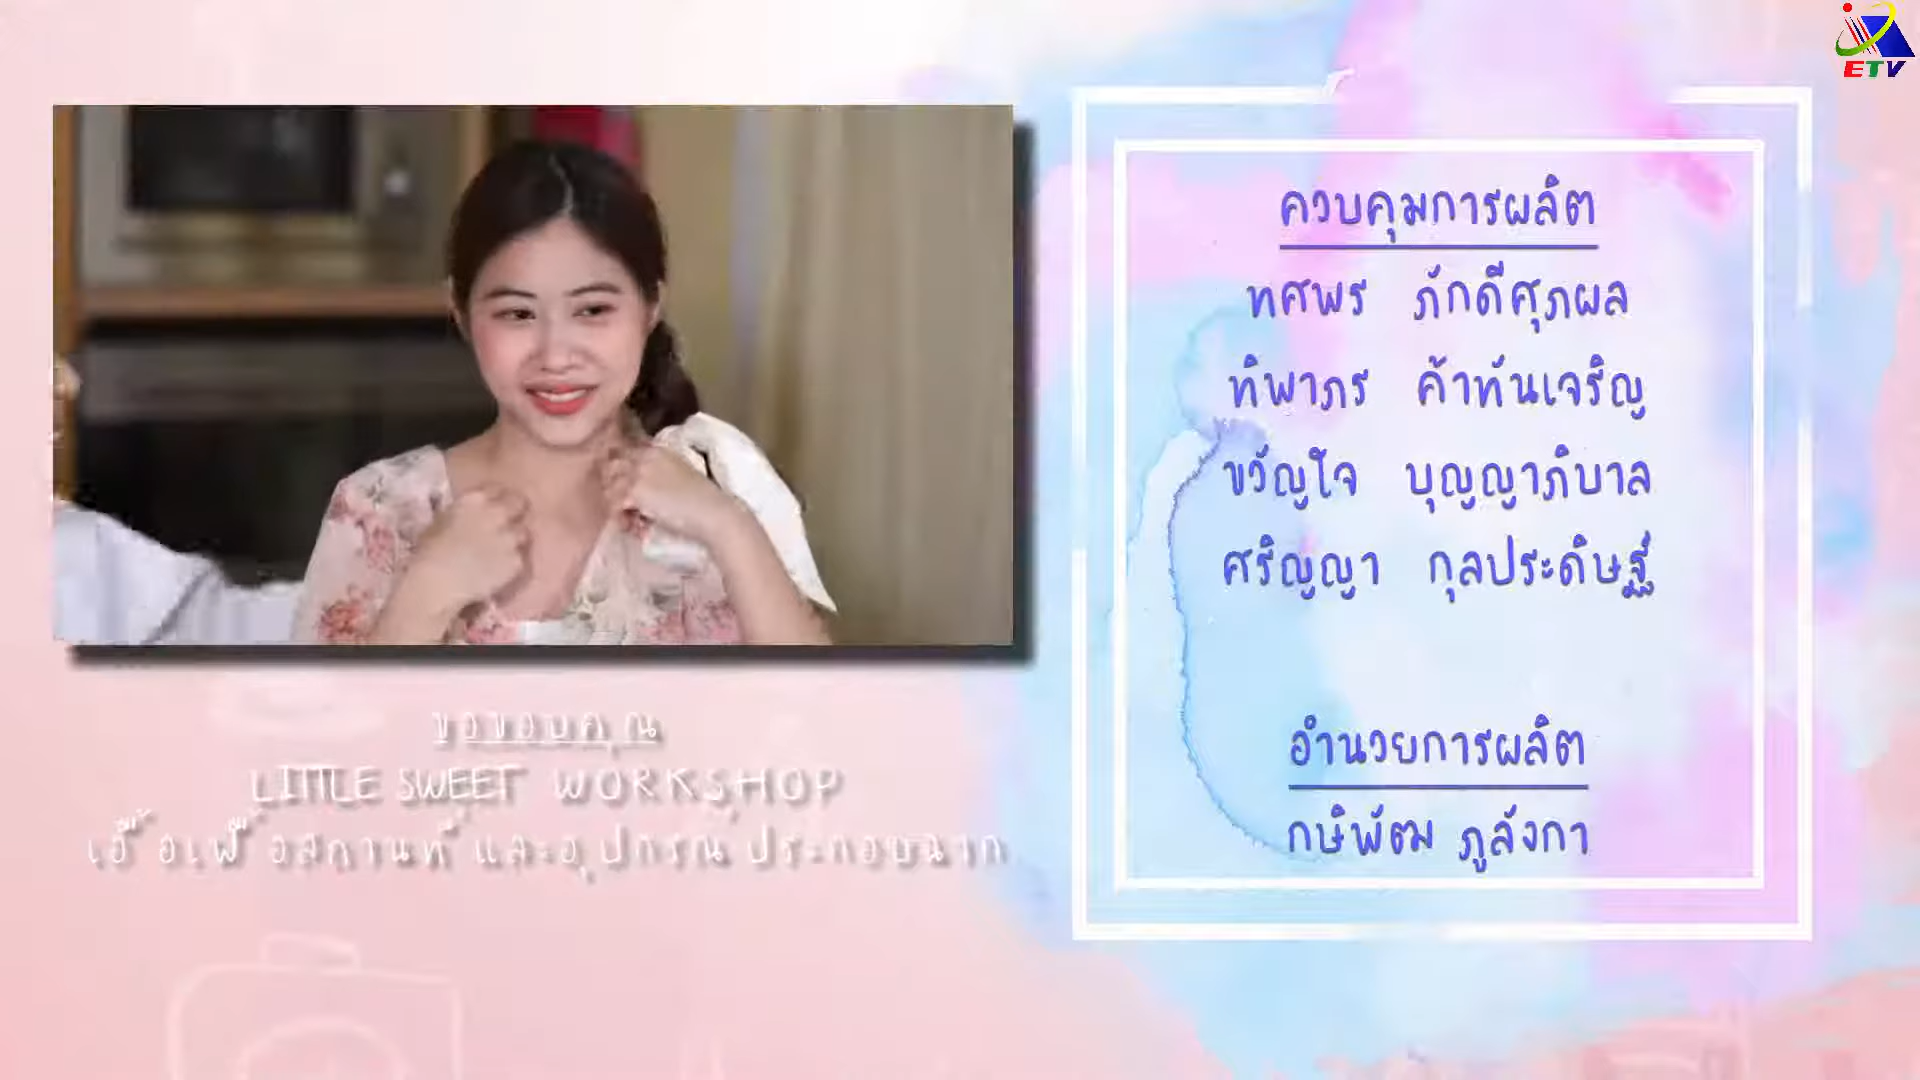 ETV
ควบคุมการผลิต
ทศพร ภักดีศุภผล
ทิพาภร ค้าทันเจริญ
ขวัญใจ บุญญาภิบาล
ศริญญา กุลประดิษฐ์
อำนวยการผลิต
กษิพัฒ ภูลังกา
ขอขอบคุณ
LITTLE SWEET WORKSHOP
เอื้อเฟื้อสถานที่ และอุปกรณ์ประกอบฉาก